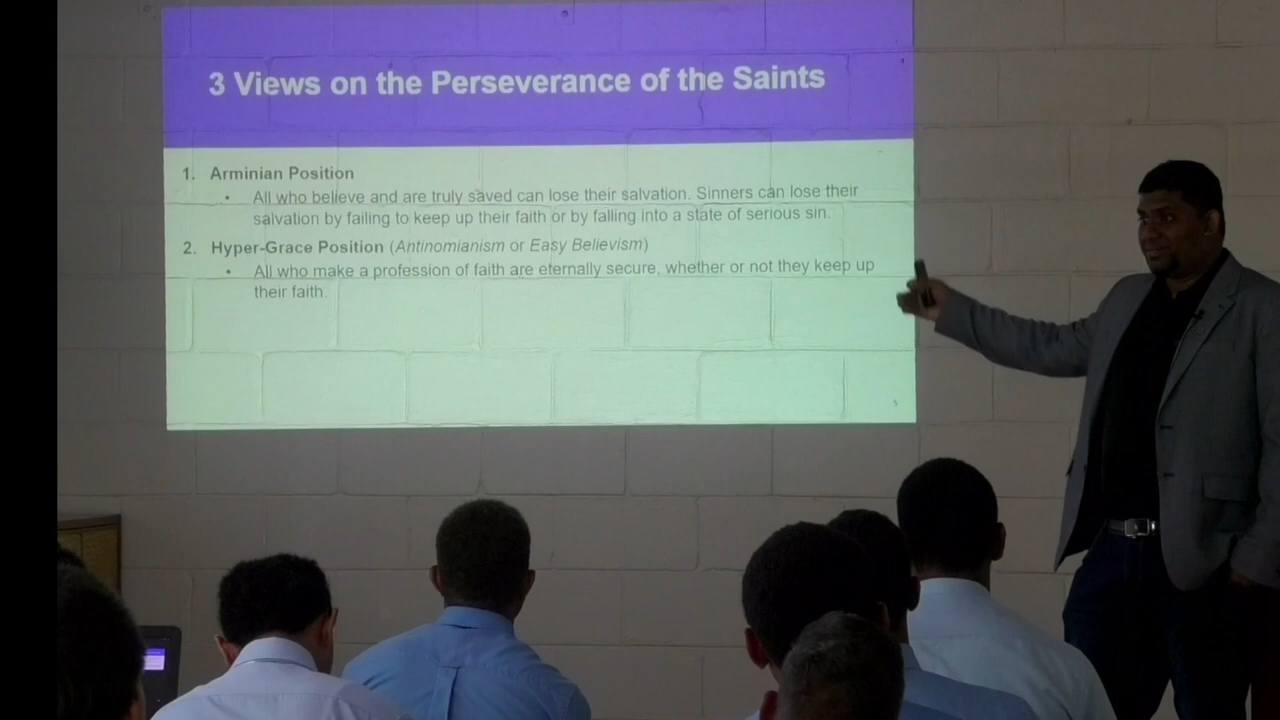 3 Views on the Perseverance of the Saints
1. Arminian Position
• All who believe and are truly saved can lose their salvation. Sinners can lose their
salvation by failing to keep up their faith or by falling into a state of serious sin.
2. Hyper-Grace Position (Antinomianism or Easy Believism)
• All who make a profession of faith are eternally secure, whether or not they keep up
their faith.
5